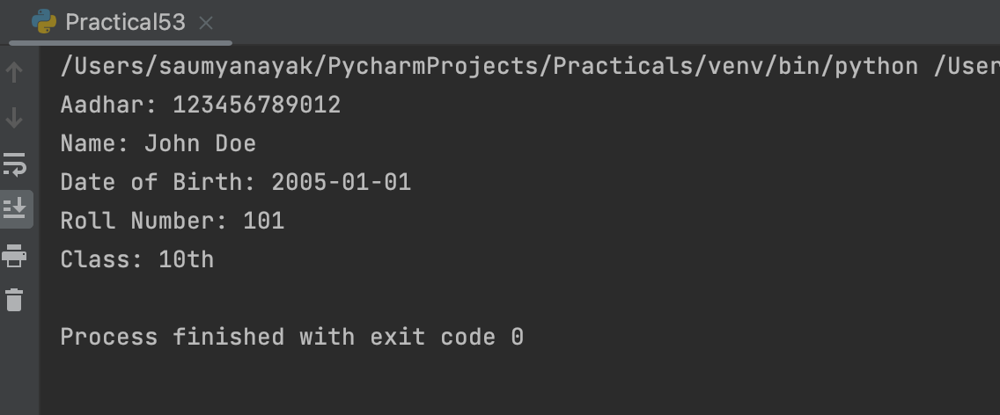 Practical53
/Users/saumyanayak/PycharmProjects/Practicals/venv/bin/python /User
Aadhar: 123456789012
Name: John Doe
Date of Birth: 2005-01-01
Roll Number: 101
Class: 10th
Process finished with exit code 0